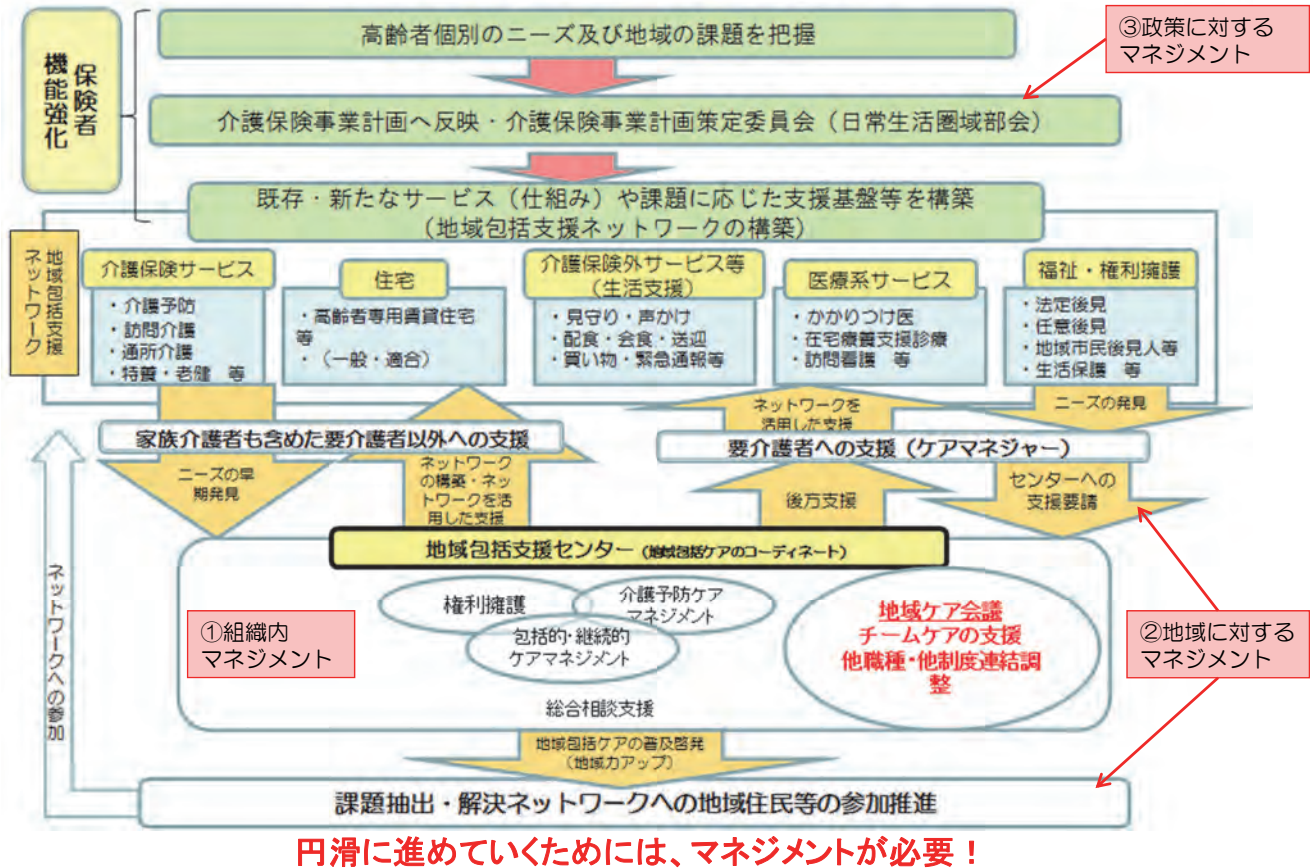 保険者
機能強化
高齢者個別のニーズ及び地域の課題を把握
③政策に対する
マネジメント
介護保険事業計画へ反映・介護保険事業計画策定委員会（日常生活圏域部会）
既存・新たなサービス（仕組み）や課題に応じた支援基盤等を構築
（地域包括支援ネットワークの構築）
地域包括支援
ネットワーク
介護保険サービス
・介護予防
・訪問介護
・通所介護
・特養・老健　等
住宅
・高齢者専用賃貸住宅
等
・（一般・適合）
介護保険外サービス等
（生活支援）
・見守り・声かけ
・配食・会食・送迎
・買い物・緊急通報等
医療系サービス
・かかりつけ医
・在宅療養支援診療
・訪問看護　等
福祉・権利擁護
・法定後見
・任意後見
・地域市民後見人等
・生活保護　等
ネットワークを
活用した支援
ニーズの発見
家族介護者も含めた要介護者以外への支援
要介護者への支援（ケアマネジャー）
ニーズの早
期発見
ネットワーク
の構築・ネッ
トワークを活
用した支援
後方支援
センターへの
支援要請
地域包括支援センター（地域包括ケアのコーディネート）
①組織内
マネジメント
権利擁護
介護予防ケア
マネジメント
包括的・継続的
ケアマネジメント
総合相談支援
地域ケア会議
チームケアの支援
他職種・他制度連結調
整
②地域に対する
マネジメント
ネットワークへの参加
地域包括ケアの普及啓発
（地域力アップ）
課題抽出・解決ネットワークへの地域住民等の参加推進
円滑に進めていくためには、マネジメントが必要！